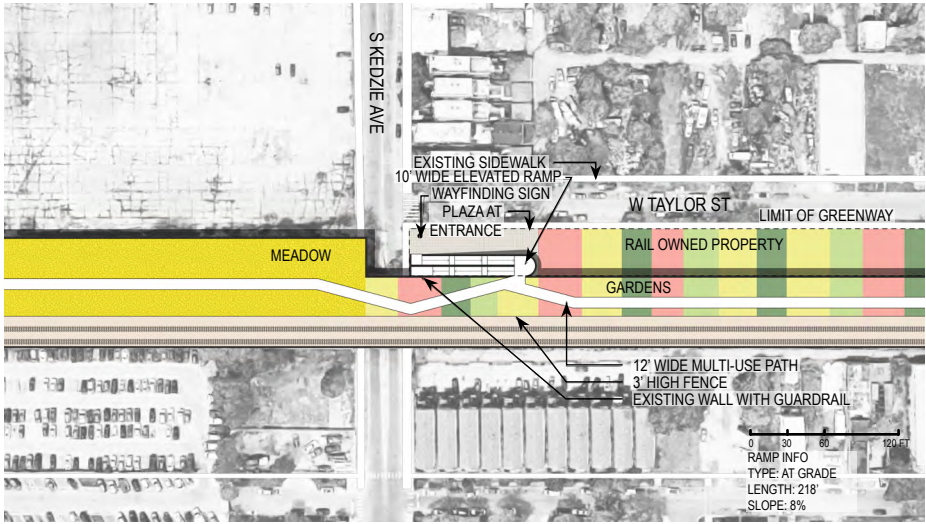 S KEDZIE AVE
EXISTING SIDEWALK
10' WIDE ELEVATED RAMP
WAYFINDING SIGN
PLAZA AT
ENTRANCE
W TAYLOR ST
LIMIT OF GREENWAY
MEADOW
RAIL OWNED PROPERTY
GARDENS
12' WIDE MULTI-USE PATH
3' HIGH FENCE
EXISTING WALL WITH GUARDRAIL
0 30 60 120 FT
RAMP INFO
TYPE: AT GRADE
LENGTH: 218'
SLOPE: 8%